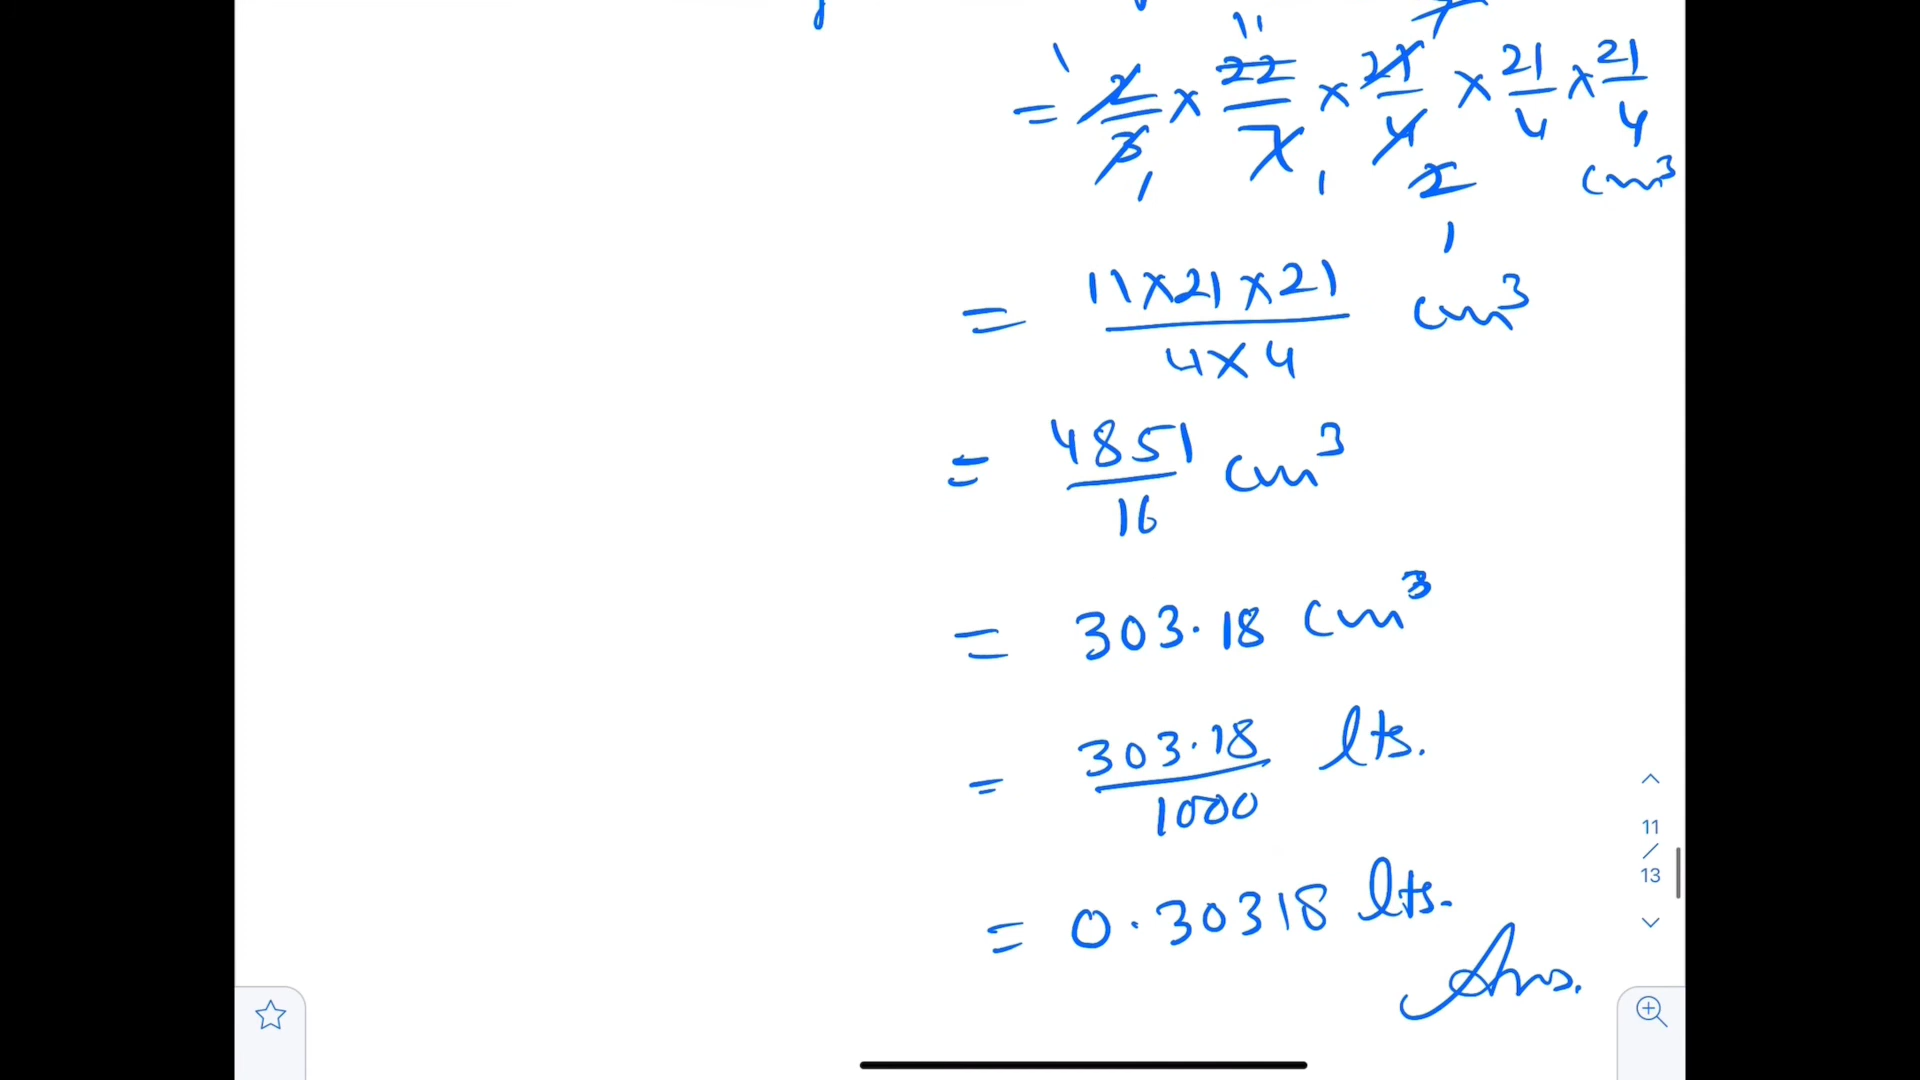 = 2/3 × 22/7 × 21/4 × 21/4 × 21/4 cm³
= 11×21×21/4×4 cm³
= 4851/16 cm³
= 303.18 cm³
= 303.18/1000 lts.
= 0.30318 lts.
Ans.
11
/
13